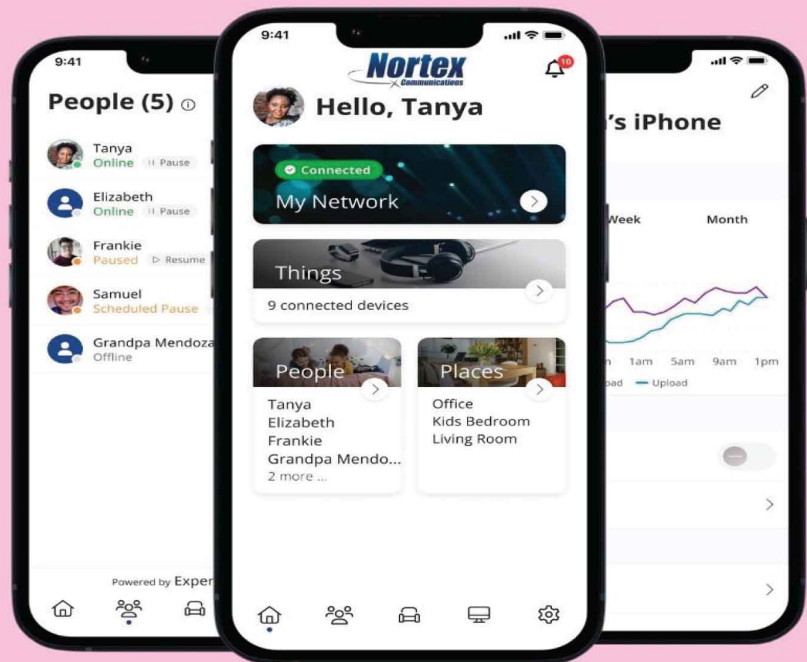 9:41
People (5)
Tanya
Online
Pause
Elizabeth
Online
Pause
Frankie
Paused
Resume
Samuel
Scheduled Pause
Grandpa Mendoza
Offline
Powered by Exper
9:41
Nortex
Communications
10
Hello, Tanya
Connected
My Network
Things
9 connected devices
People
Tanya
Elizabeth
Frankie
Grandpa Mendo...
2 more ...
Places
Office
Kids Bedroom
Living Room
's iPhone
Week Month
1am 5am 9am 1pm
Upload